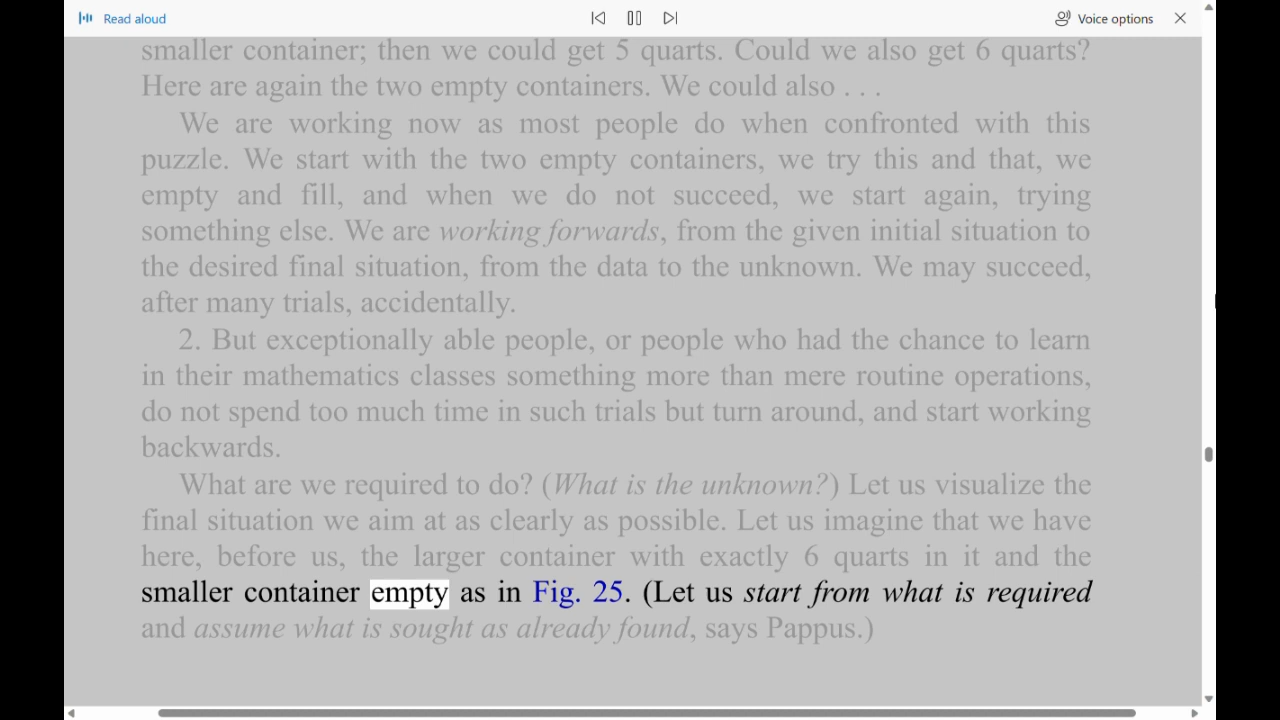 Read aloud
Voice options
smaller container; then we could get 5 quarts. Could we also get 6 quarts?
Here are again the two empty containers. We could also . . .
We are working now as most people do when confronted with this
puzzle. We start with the two empty containers, we try this and that, we
empty and fill, and when we do not succeed, we start again, trying
something else. We are working forwards, from the given initial situation to
the desired final situation, from the data to the unknown. We may succeed,
after many trials, accidentally.
2. But exceptionally able people, or people who had the chance to learn
in their mathematics classes something more than mere routine operations,
do not spend too much time in such trials but turn around, and start working
backwards.
What are we required to do? (What is the unknown?) Let us visualize the
final situation we aim at as clearly as possible. Let us imagine that we have
here, before us, the larger container with exactly 6 quarts in it and the
smaller container empty as in Fig. 25. (Let us start from what is required
and assume what is sought as already found, says Pappus.)